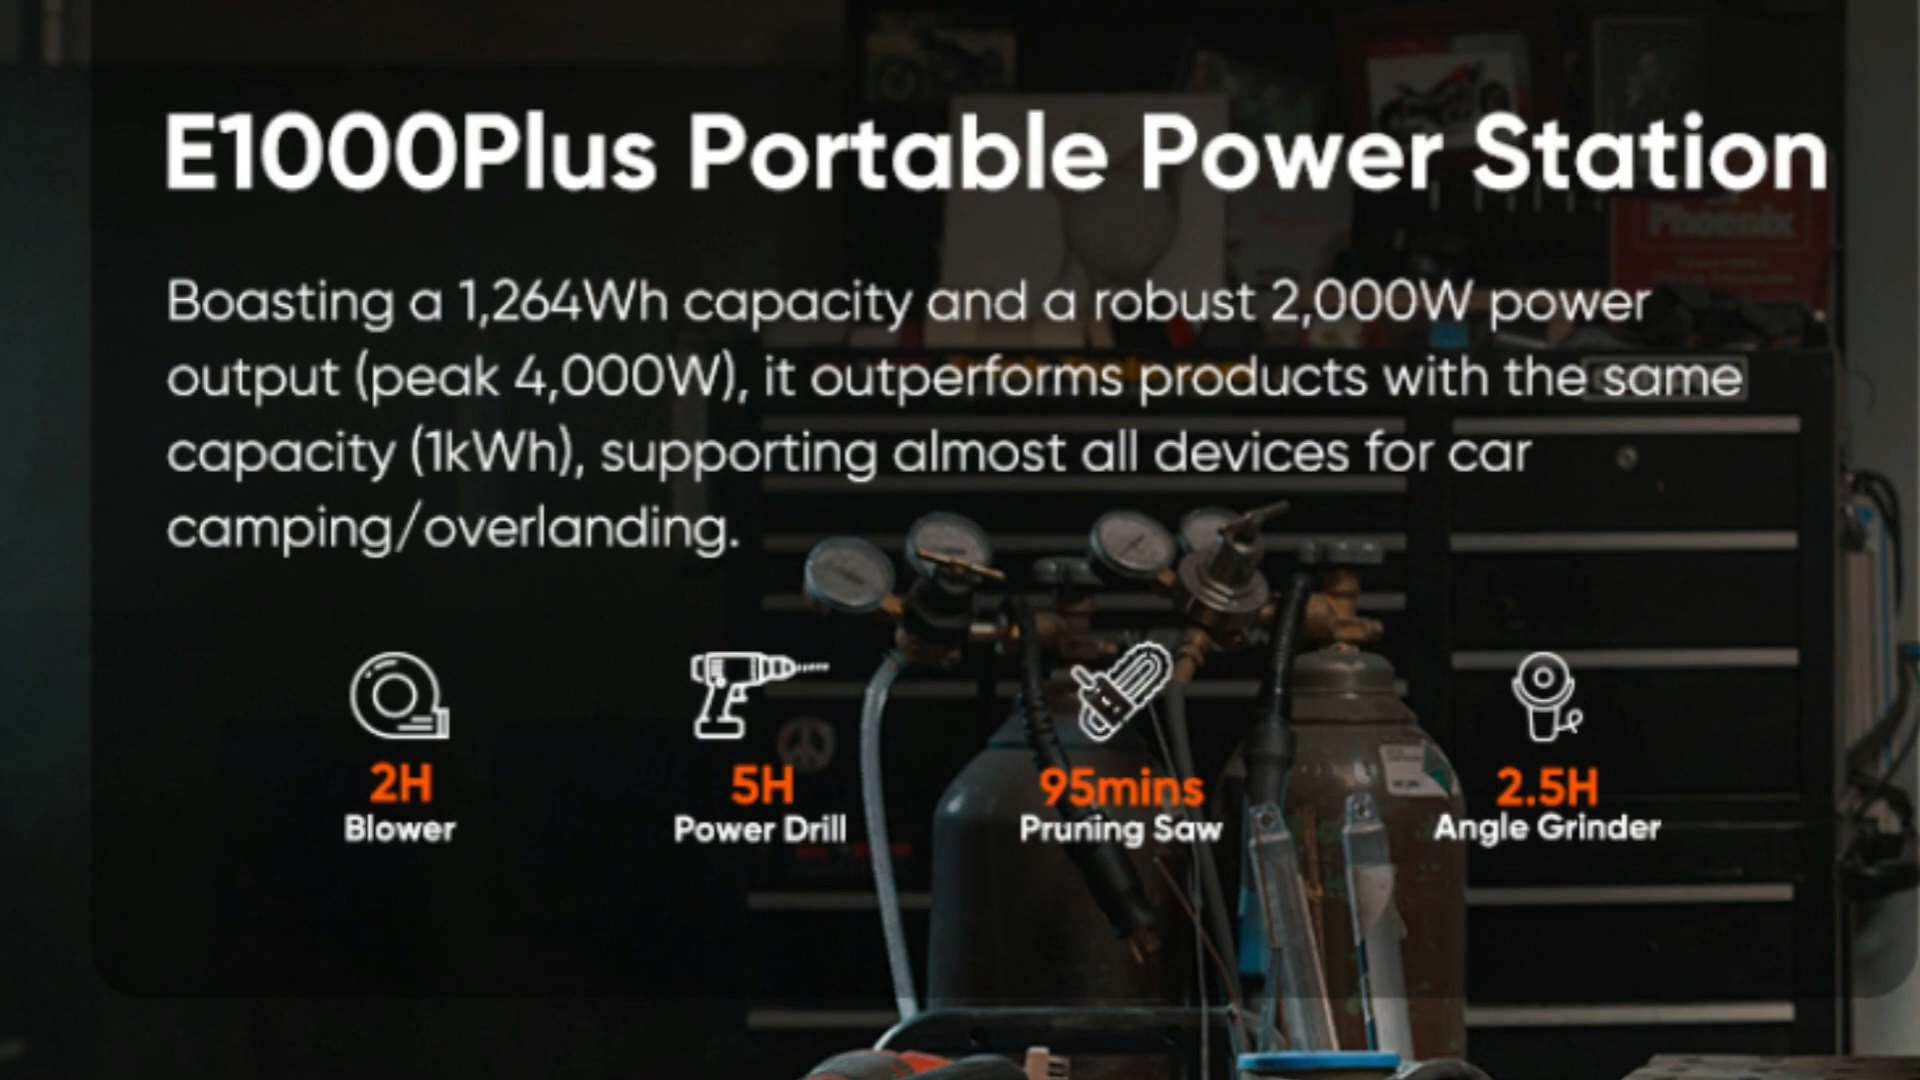 E1000Plus Portable Power Station
Boasting a 1,264Wh capacity and a robust 2,000W power
output (peak 4,000W), it outperforms products with the same
capacity (1kWh), supporting almost all devices for car
camping/overlanding.
2H
Blower
5H
Power Drill
95mins
Pruning Saw
2.5H
Angle Grinder
Phoenix